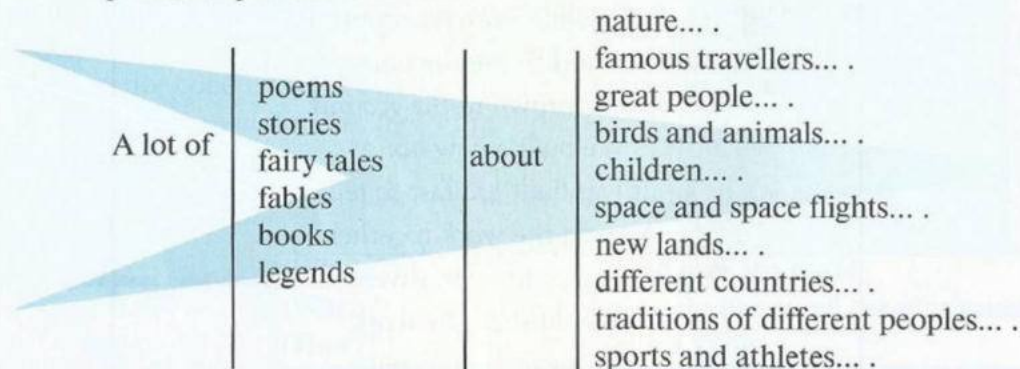 A lot of
poems
stories
fairy tales
fables
books
legends
about
nature... .
famous travellers... .
great people... .
birds and animals... .
children... .
space and space flights... .
new lands... .
different countries... .
traditions of different peoples... .
sports and athletes... .